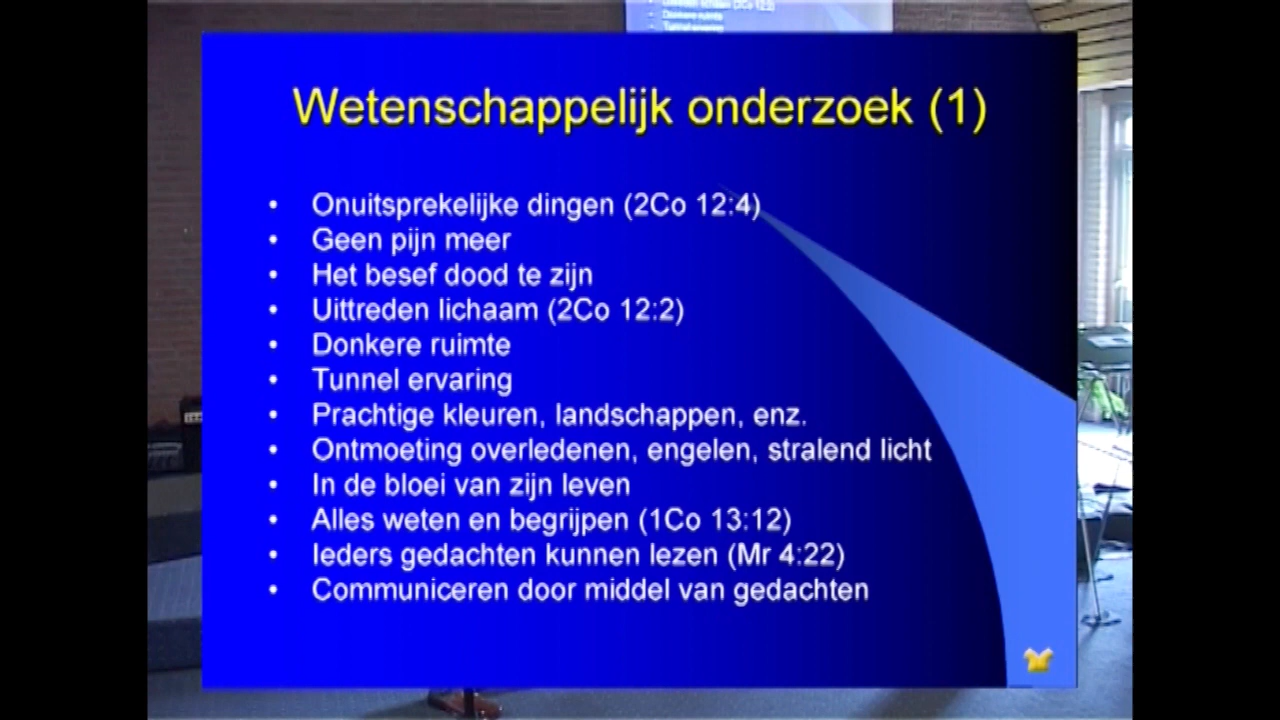 Donkere ruimte
Wetenschappelijk onderzoek (1)
• Onuitsprekelijke dingen (2Co 12:4)
• Geen pijn meer
• Het besef dood te zijn
• Uittreden lichaam (2Co 12:2)
• Donkere ruimte
• Tunnel ervaring
• Prachtige kleuren, landschappen, enz.
• Ontmoeting overledenen, engelen, stralend licht
• In de bloei van zijn leven
• Alles weten en begrijpen (1Co 13:12)
• Ieders gedachten kunnen lezen (Mr 4:22)
• Communiceren door middel van gedachten